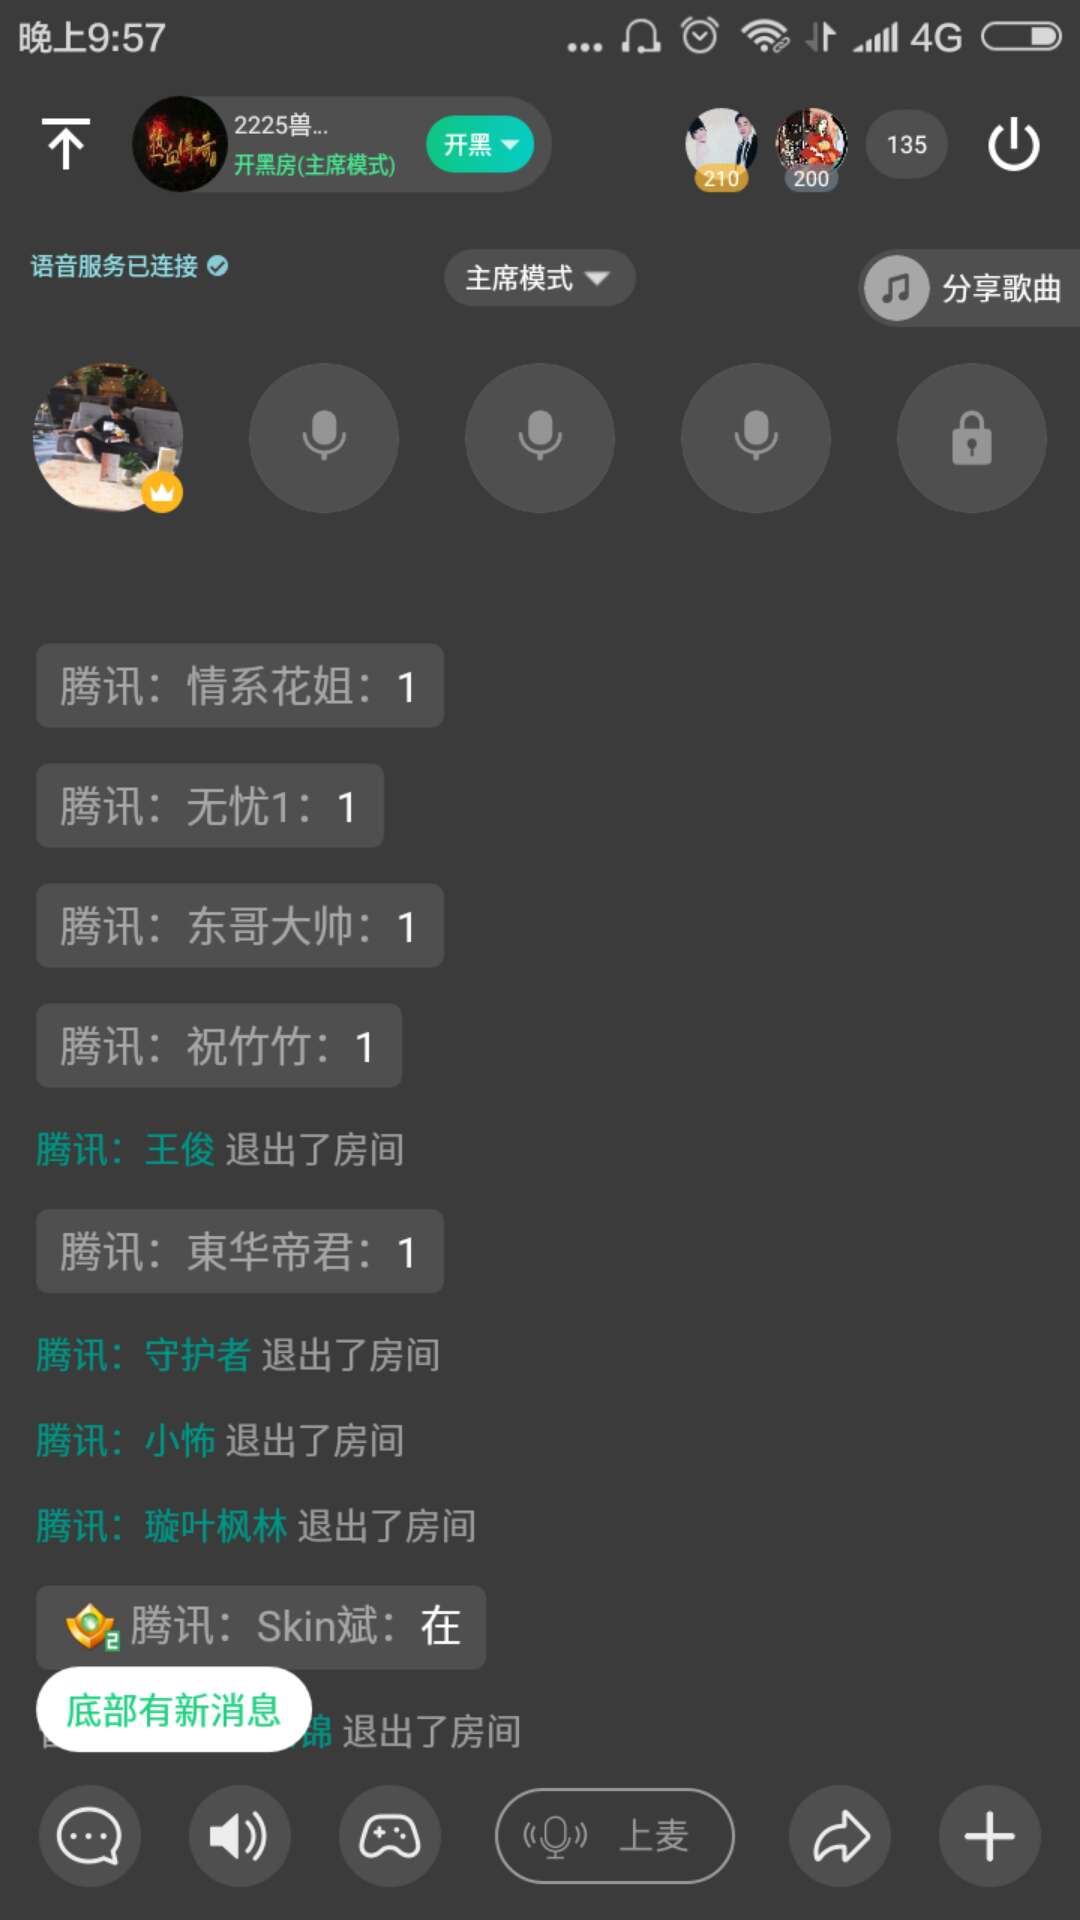 晚上9:57
4G
热血传奇
2225兽...
开黑房(主席模式)
开黑
210
200
135
语音服务已连接
主席模式
分享歌曲
腾讯：情系花姐：1
腾讯：无忧1：1
腾讯：东哥大帅：1
腾讯：祝竹竹：1
腾讯：王俊 退出了房间
腾讯：東华帝君：1
腾讯：守护者 退出了房间
腾讯：小怖 退出了房间
腾讯：璇叶枫林 退出了房间
2 腾讯：Skin斌：在
底部有新消息
锦 退出了房间
上麦